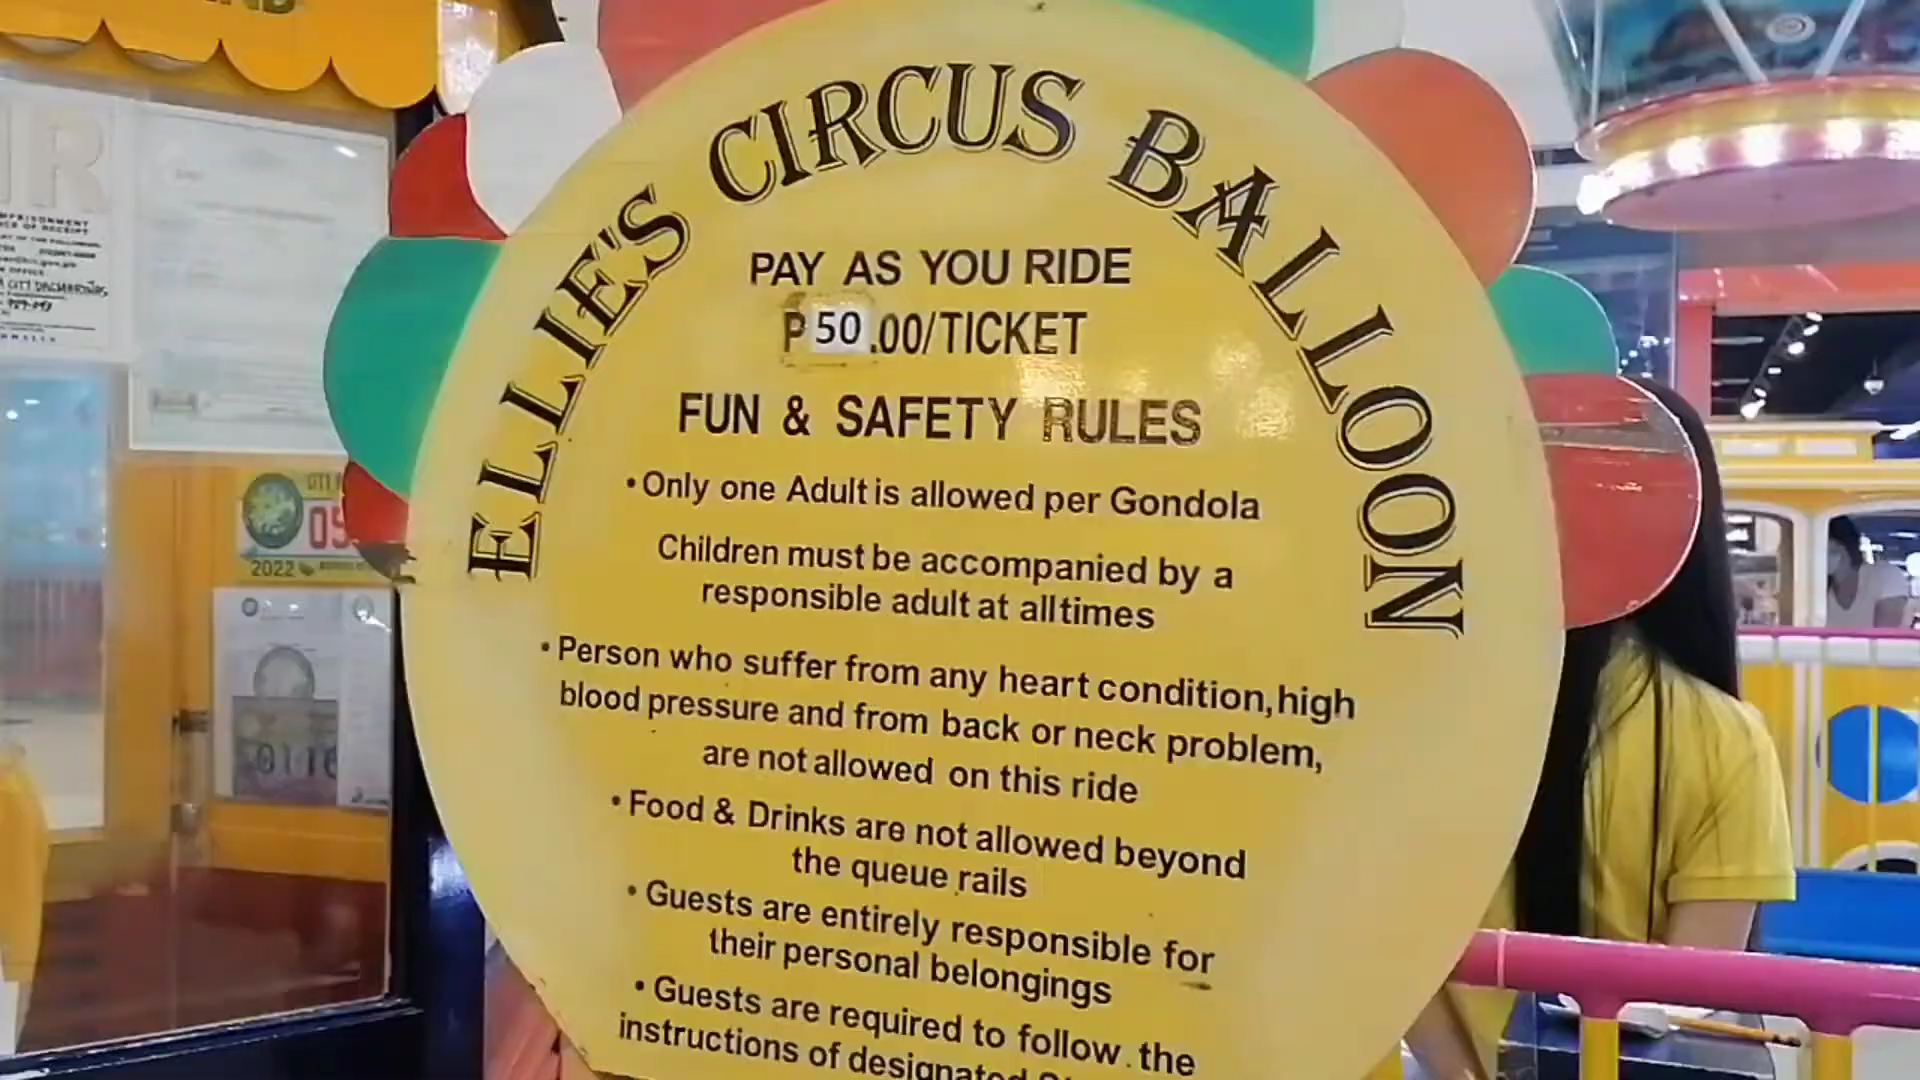 ELLIE'S CIRCUS BALLOON
PAY AS YOU RIDE
P50.00/TICKET
FUN & SAFETY RULES
• Only one Adult is allowed per Gondola
Children must be accompanied by a
responsible adult at all times
• Person who suffer from any heart condition, high
blood pressure and from back or neck problem,
are not allowed on this ride
• Food & Drinks are not allowed beyond
the queue rails
• Guests are entirely responsible for
their personal belongings
• Guests are required to follow the
instructions of designated
2022